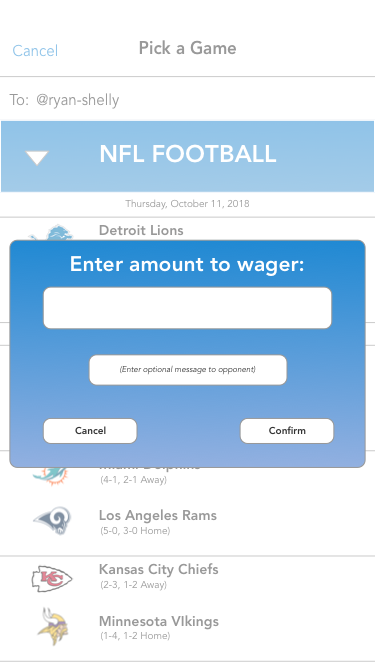 Cancel
Pick a Game
To: @ryan-shelly
NFL FOOTBALL
Thursday, October 11, 2018
Detroit Lions
Enter amount to wager:
(Enter optional message to opponent)
Cancel
Confirm
Miami Dolphins
(4-1, 2-1 Away)
Los Angeles Rams
(5-0, 3-0 Home)
Kansas City Chiefs
(2-3, 1-2 Away)
Minnesota VIkings
(1-4, 1-2 Home)